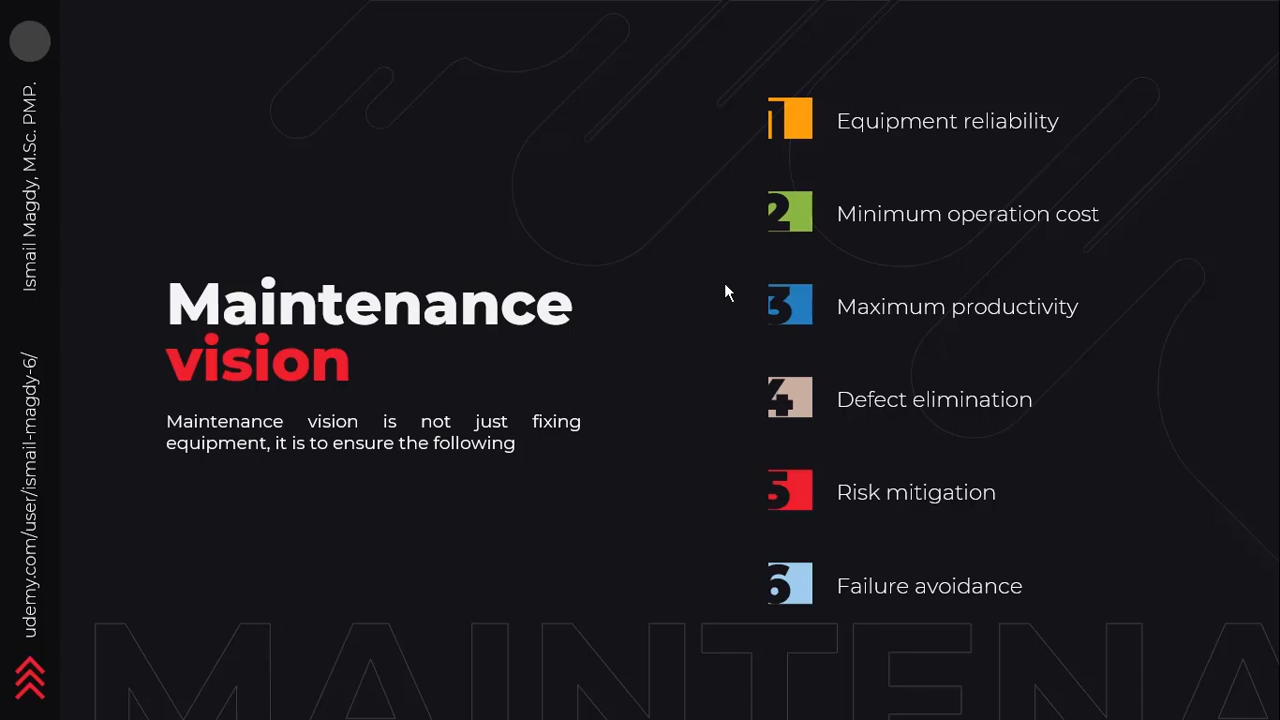 Ismail Magdy, M.Sc. PMP.
udemy.com/user/ismail-magdy-6/
Maintenance
vision
Maintenance vision is not just fixing
equipment, it is to ensure the following
1 Equipment reliability
2 Minimum operation cost
3 Maximum productivity
4 Defect elimination
5 Risk mitigation
6 Failure avoidance
MAINTENA